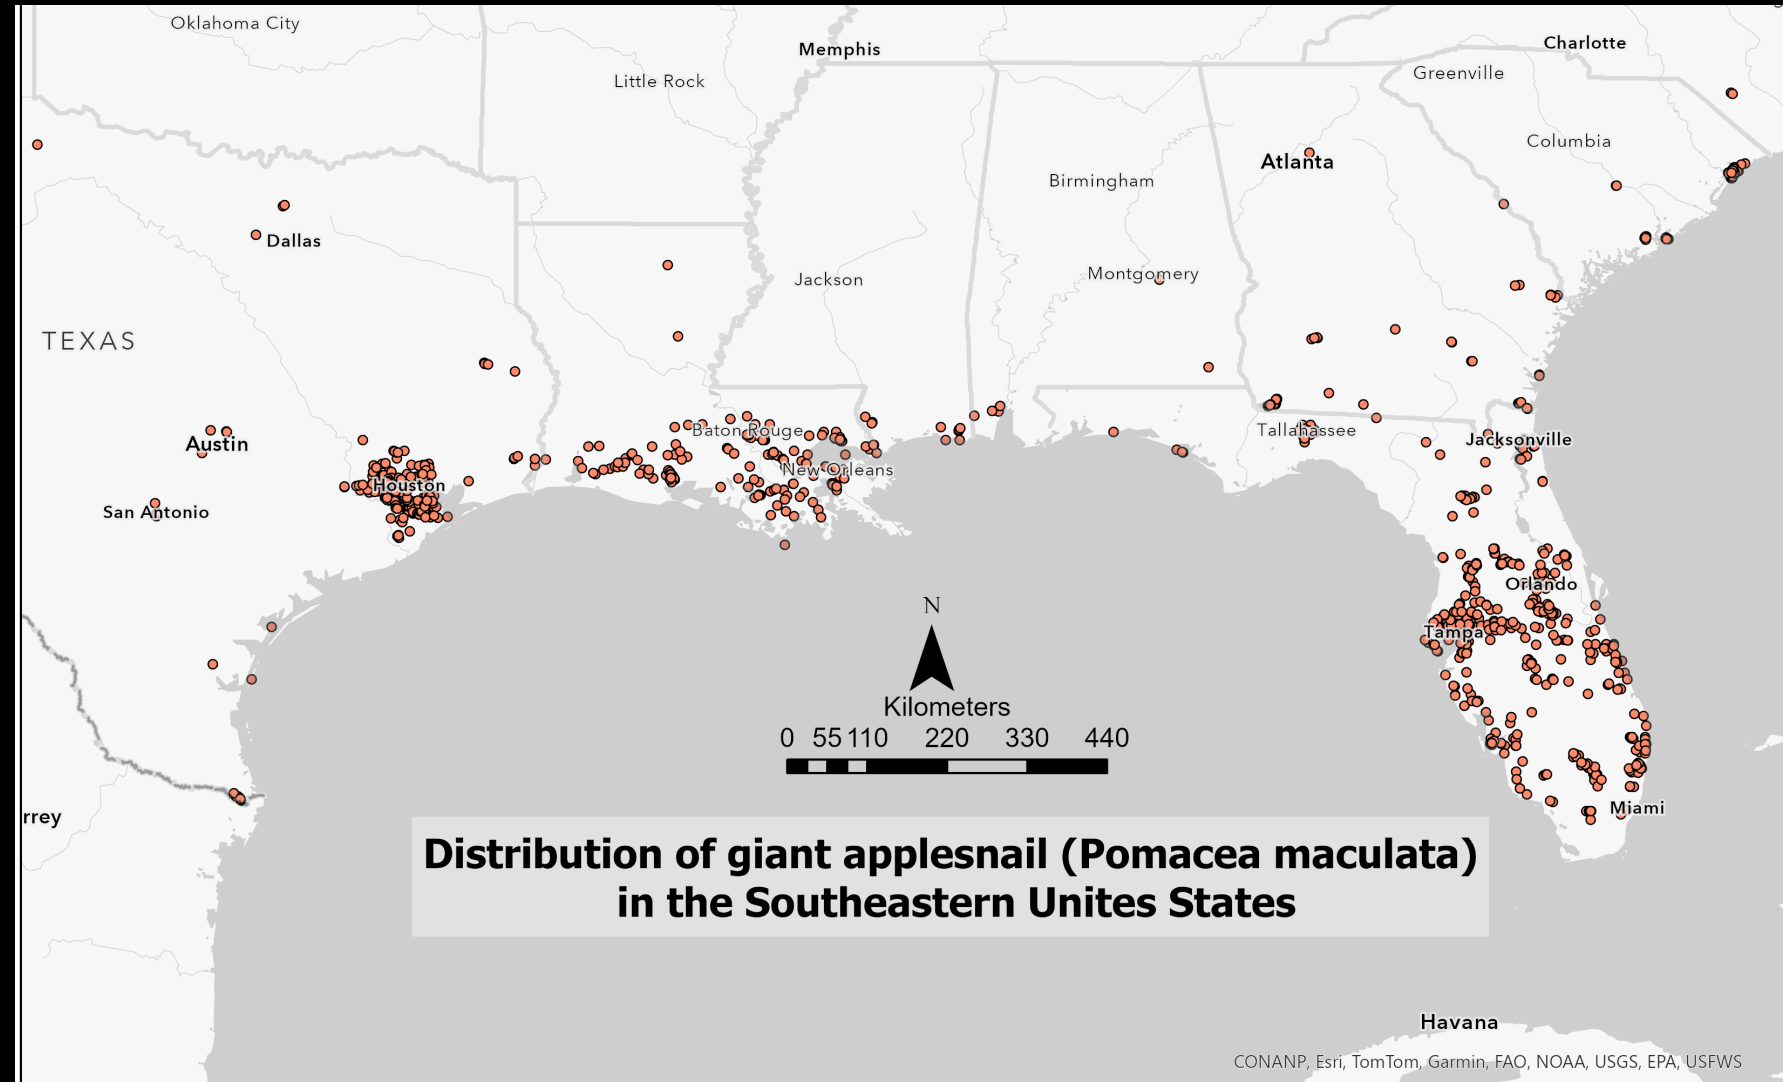 Oklahoma City
Memphis
Charlotte
Little Rock
Greenville
Columbia
Atlanta
Birmingham
Dallas
Jackson
Montgomery
TEXAS
Baton Rouge
Tallahassee
Jacksonville
Austin
New Orleans
Houston
San Antonio
Orlando
N
Tampa
Kilometers
0 55 110 220 330 440
Miami
rrey
Distribution of giant applesnail (Pomacea maculata)
in the Southeastern Unites States
Havana
CONANP, Esri, TomTom, Garmin, FAO, NOAA, USGS, EPA, USFWS